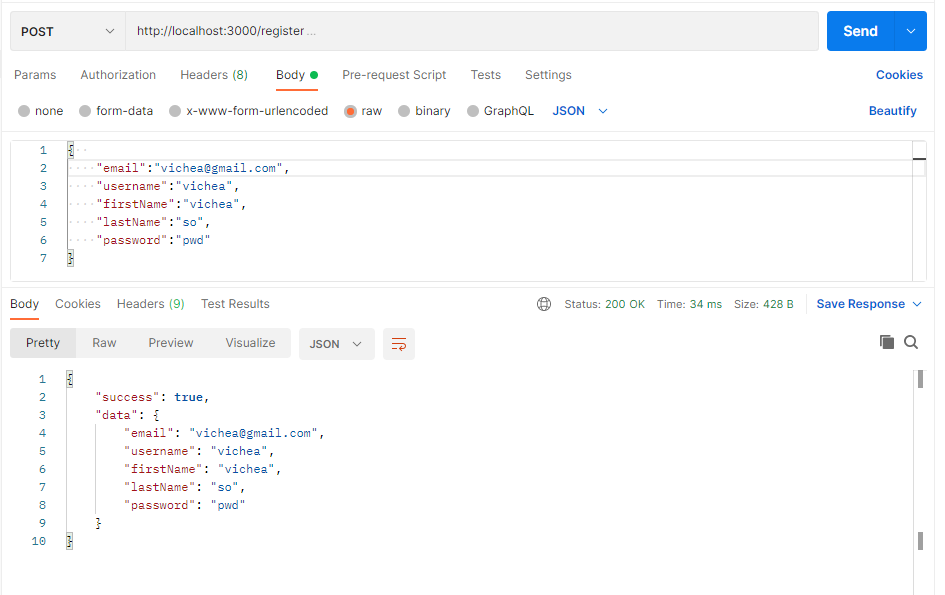 POST http://localhost:3000/register ... Send
Params Authorization Headers (8) Body Pre-request Script Tests Settings Cookies
none form-data x-www-form-urlencoded raw binary GraphQL JSON Beautify
1 {
2 "email":"vichea@gmail.com",
3 "username":"vichea",
4 "firstName":"vichea",
5 "lastName":"so",
6 "password":"pwd"
7 }
Body Cookies Headers (9) Test Results Status: 200 OK Time: 34 ms Size: 428 B Save Response
Pretty Raw Preview Visualize JSON
1 {
2 "success": true,
3 "data": {
4 "email": "vichea@gmail.com",
5 "username": "vichea",
6 "firstName": "vichea",
7 "lastName": "so",
8 "password": "pwd"
9 }
10 }